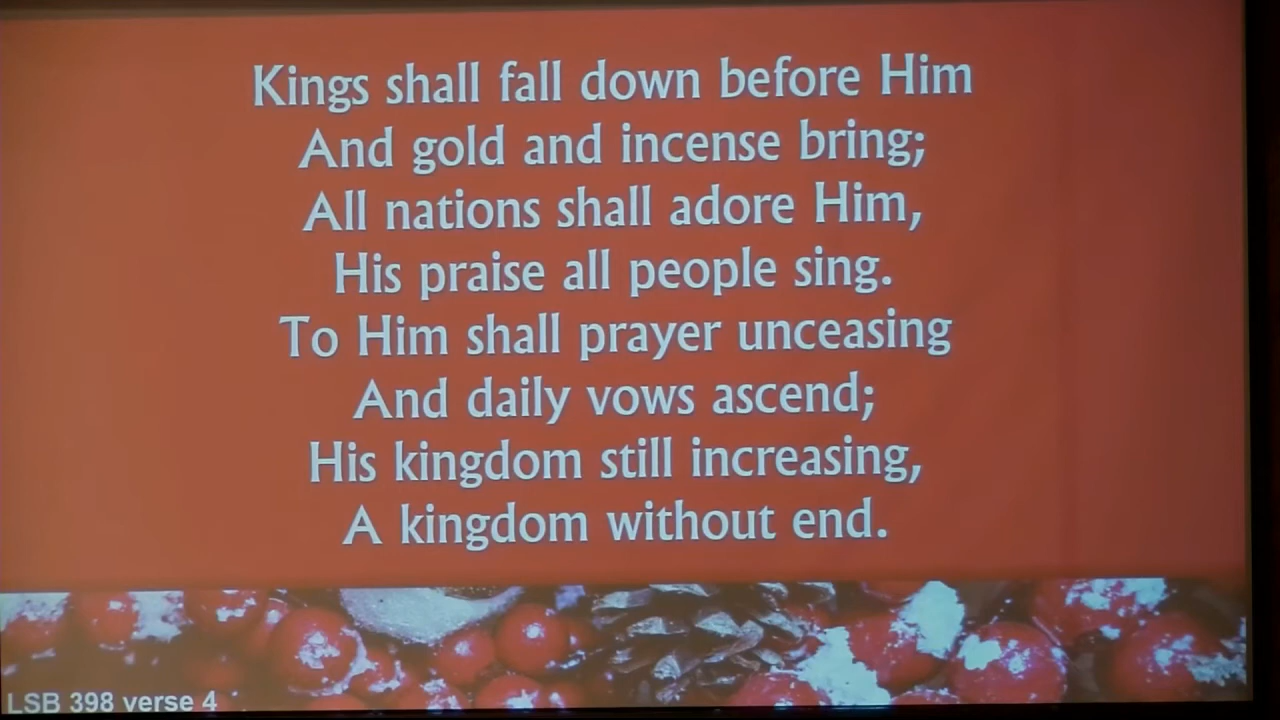 Kings shall fall down before Him
And gold and incense bring;
All nations shall adore Him,
His praise all people sing.
To Him shall prayer unceasing
And daily vows ascend;
His kingdom still increasing,
A kingdom without end.
LSB 398 verse 4